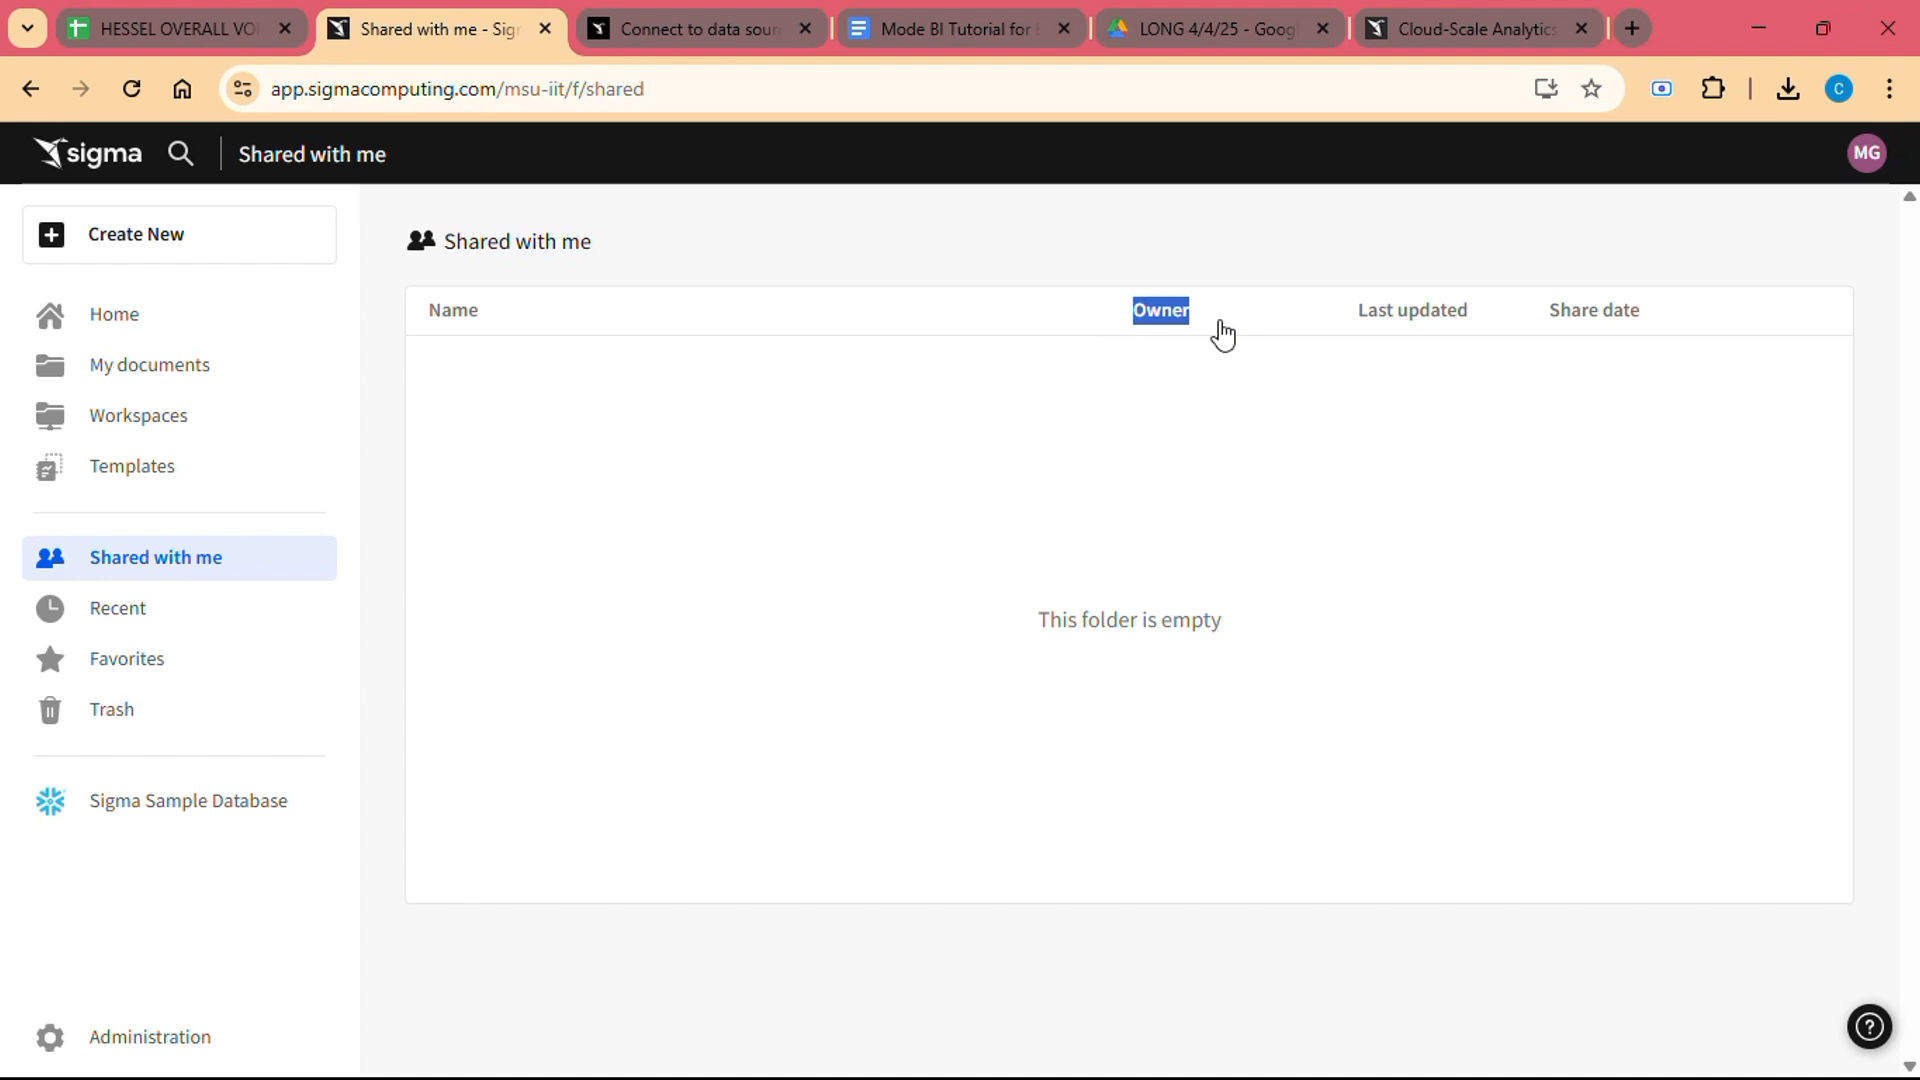 HESSEL OVERALL VO
Shared with me - Sig
Connect to data sour
Mode BI Tutorial for
LONG 4/4/25 - Goog
Cloud-Scale Analytics
app.sigmacomputing.com/msu-iit/f/shared
C
sigma
Shared with me
MG
Create New
Home
My documents
Workspaces
Templates
Shared with me
Recent
Favorites
Trash
Sigma Sample Database
Administration
Shared with me
Name
Owner
Last updated
Share date
This folder is empty